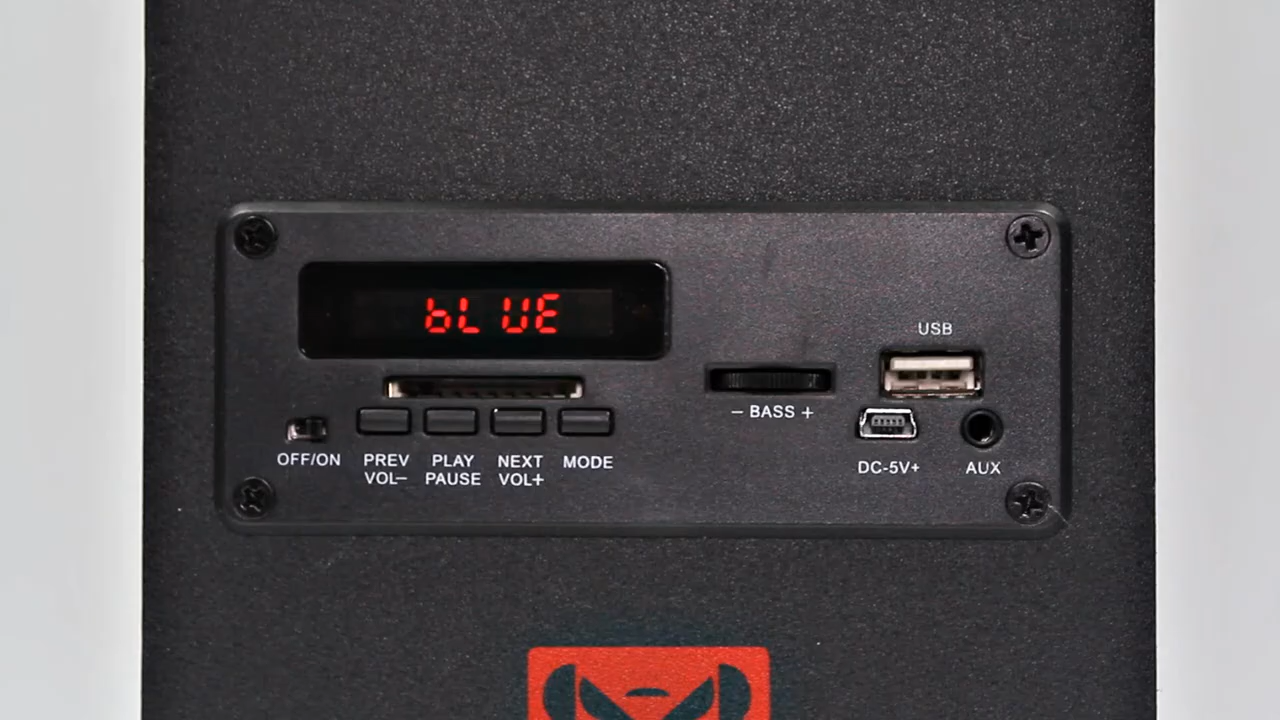 bLUE
USB
– BASS +
OFF/ON
PREV
VOL–
PLAY
PAUSE
NEXT
VOL+
MODE
DC-5V+
AUX